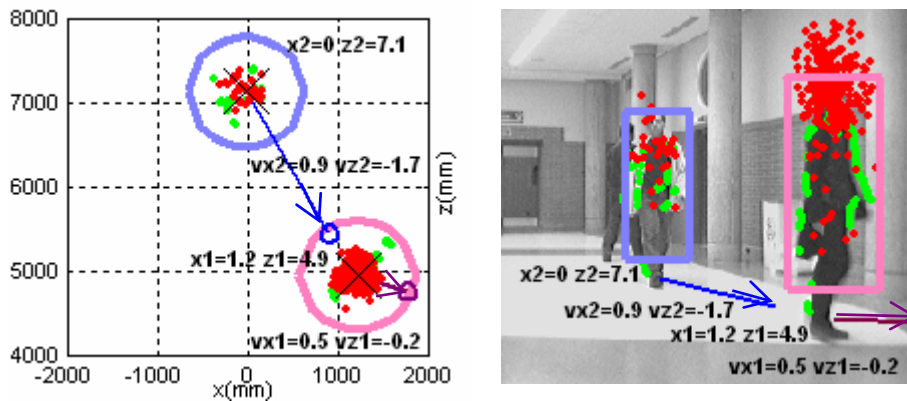 8000
x2=0 z2=7.1
7000
6000
vx2=0.9 vz2=-1.7
z(mm)
x1=1.2 z1=4.9
5000
vx1=0.5 vz1=-0.2
4000
-2000 -1000 0 1000 2000
x(mm)
x2=0 z2=7.1
vx2=0.9 vz2=-1.7
x1=1.2 z1=4.9
vx1=0.5 vz1=-0.2